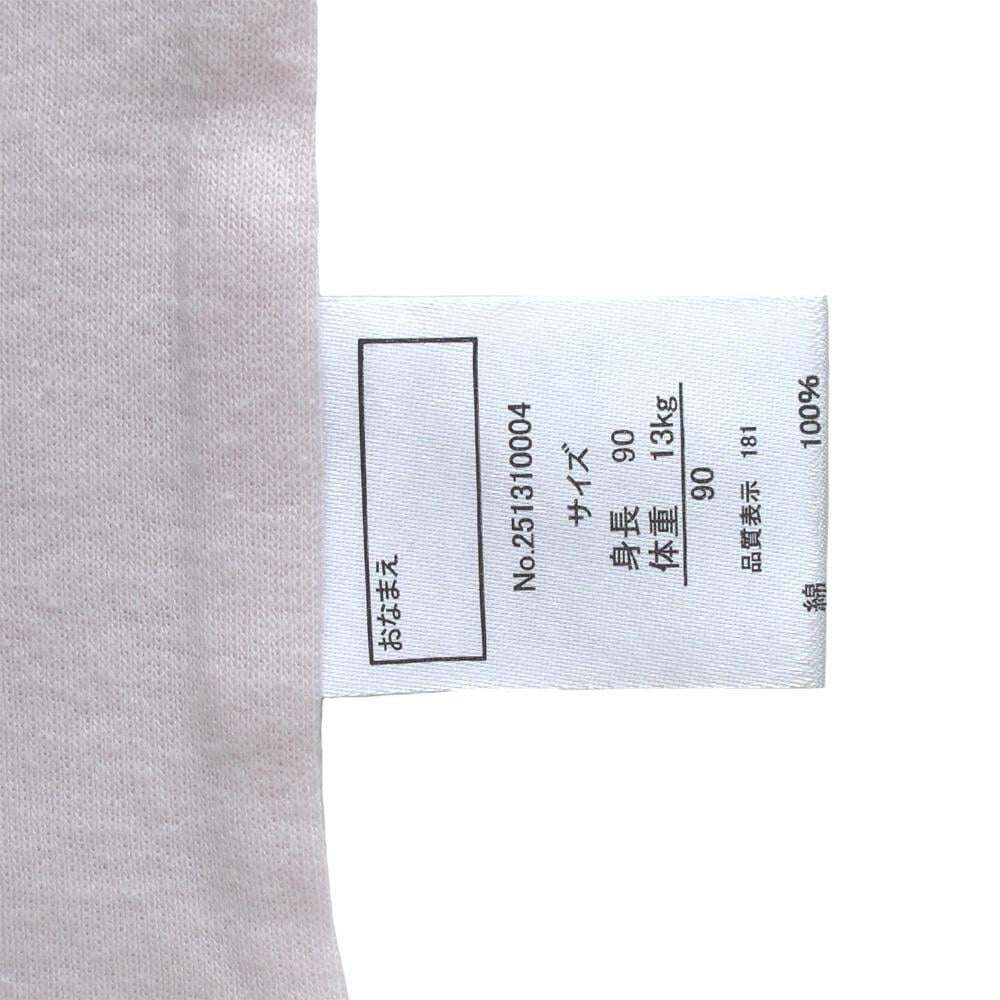 おなまえ
No.251310004
サイズ
身長 90
体重 13kg
90
品質表示 181
綿 100%